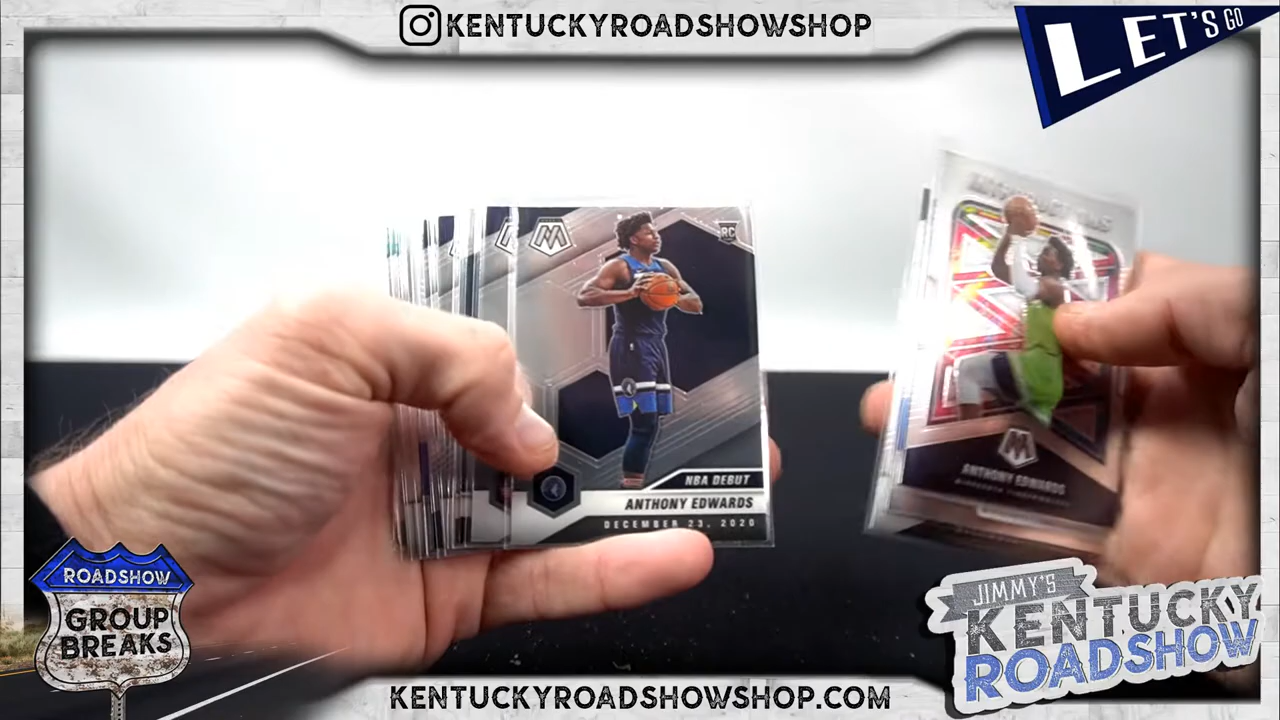 KENTUCKYROADSHOWSHOP
LET'S GO
RC
NBA DEBUT
ANTHONY EDWARDS
DECEMBER 23, 2020
ANTHONY EDWARDS
ROADSHOW
GROUP
BREAKS
JIMMY'S
KENTUCKY
ROADSHOW
KENTUCKYROADSHOWSHOP.COM